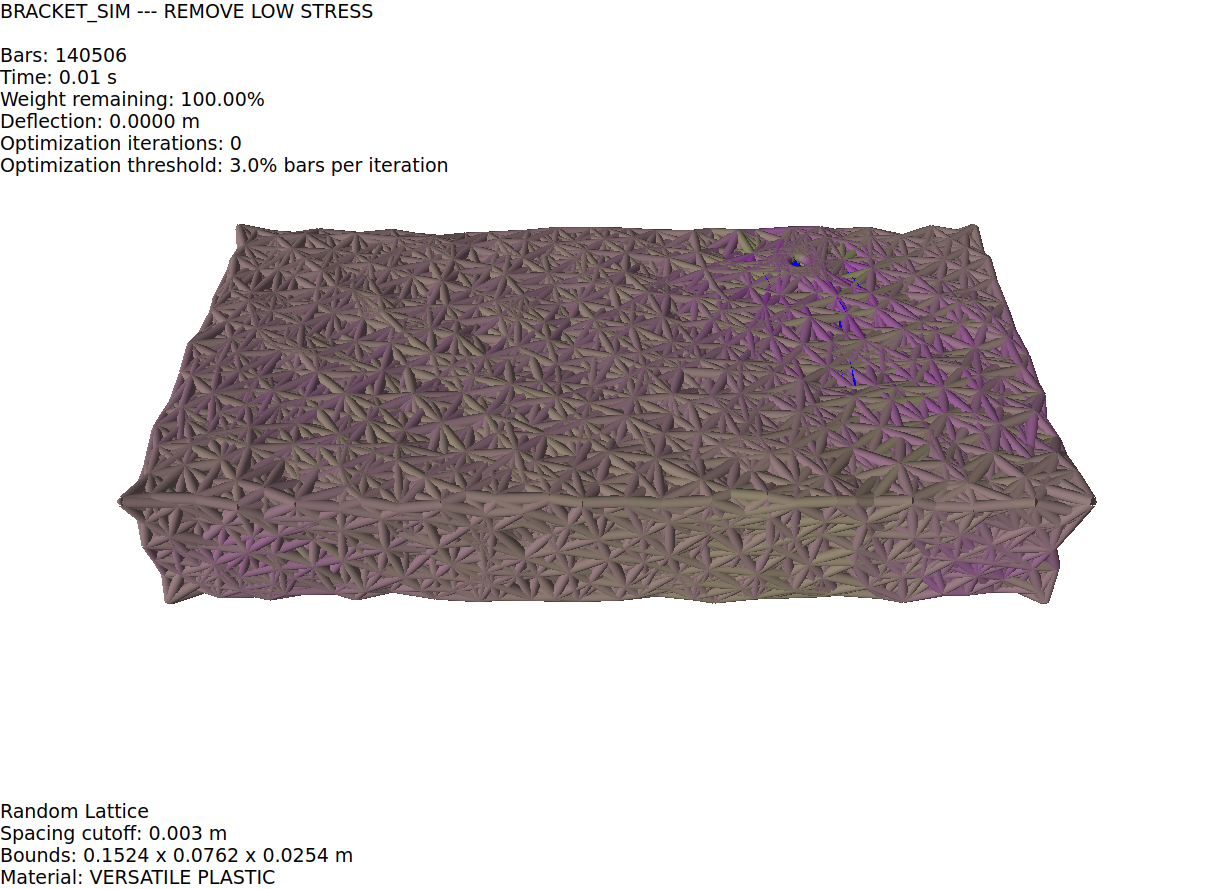 BRACKET_SIM --- REMOVE LOW STRESS
Bars: 140506
Time: 0.01 s
Weight remaining: 100.00%
Deflection: 0.0000 m
Optimization iterations: 0
Optimization threshold: 3.0% bars per iteration
Random Lattice
Spacing cutoff: 0.003 m
Bounds: 0.1524 x 0.0762 x 0.0254 m
Material: VERSATILE PLASTIC